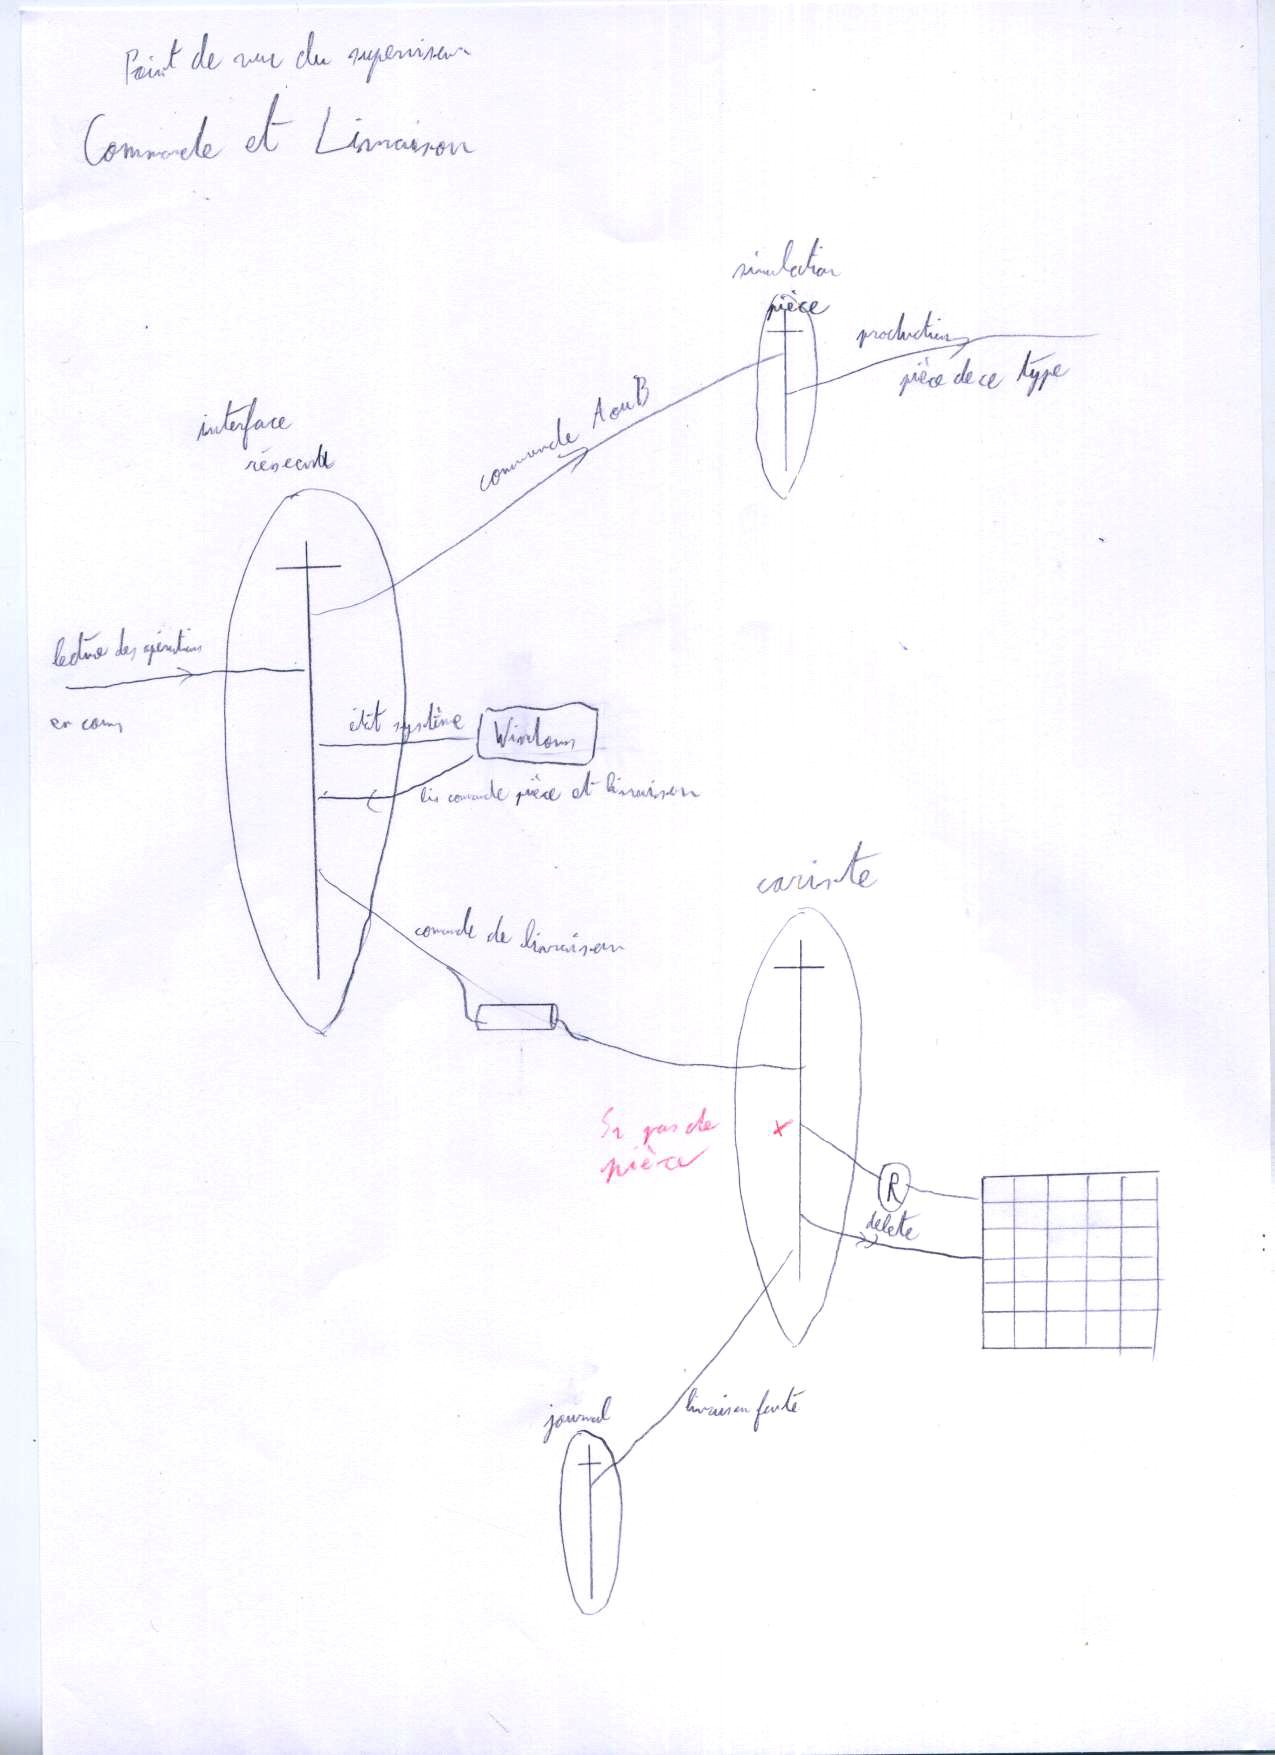 Point de vue du superviseur
Commande et Livraison
simulation
pièce
production
pièce de ce type
commande A ou B
interface
réseau
lecture des opérations
en cours
état système
Windows
lis commande pièce et livraison
cariste
commande de livraison
Si pas de
pièce
R
delete
journal
livraison faite